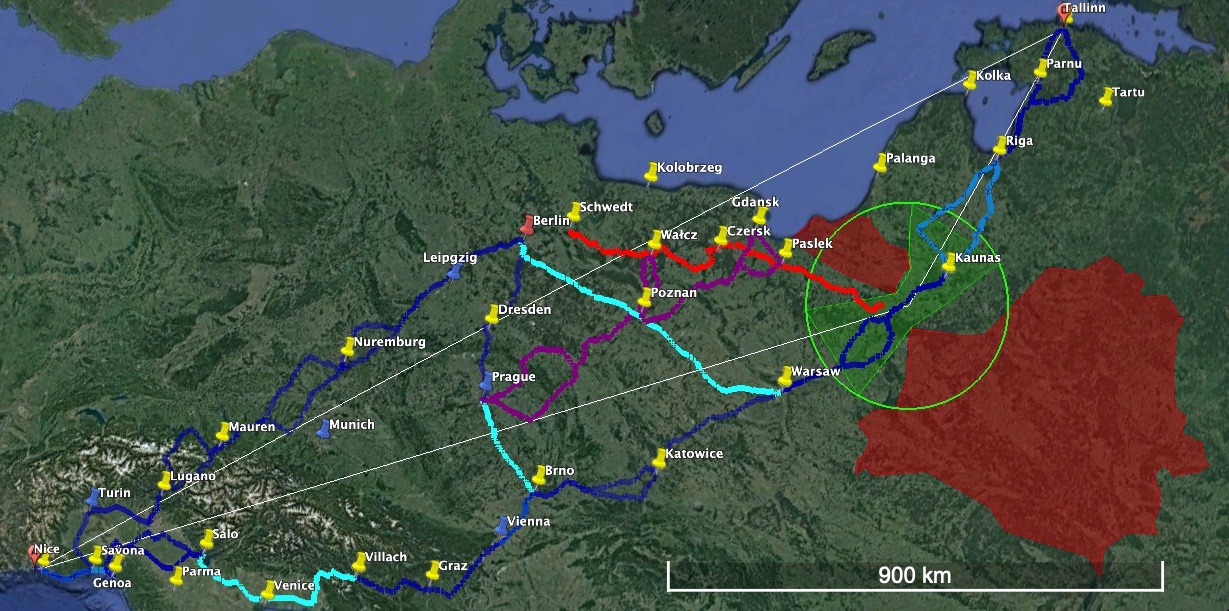 Tallinn
Parnu
Kolka
Tartu
Riga
Palanga
Kolobrzeg
Gdansk
Schwedt
Berlin
Wałcz
Czersk
Paslek
Leipgzig
Kaunas
Poznan
Dresden
Nuremburg
Prague
Warsaw
Mauren
Munich
Lugano
Brno
Katowice
Turin
Vienna
Salo
Nice
Savona
Villach
Graz
Genoa
Parma
Venice
900 km